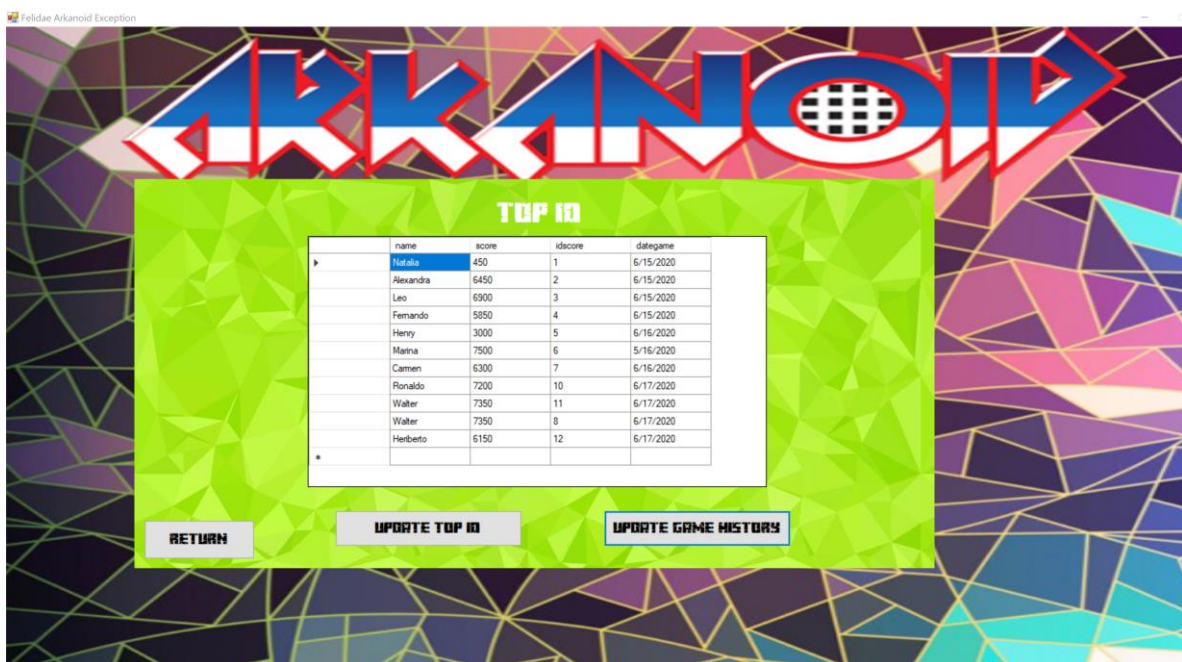 Felidae Arkanoid Exception
ARKANOID
TOP 10
name score idscore dategame
Natalia 450 1 6/15/2020
Alexandra 6450 2 6/15/2020
Leo 6900 3 6/15/2020
Fernando 5850 4 6/15/2020
Henry 3000 5 6/16/2020
Marina 7500 6 5/16/2020
Carmen 6300 7 6/16/2020
Ronaldo 7200 10 6/17/2020
Walter 7350 11 6/17/2020
Walter 7350 8 6/17/2020
Heriberto 6150 12 6/17/2020
RETURN
UPDATE TOP 10
UPDATE GAME HISTORY